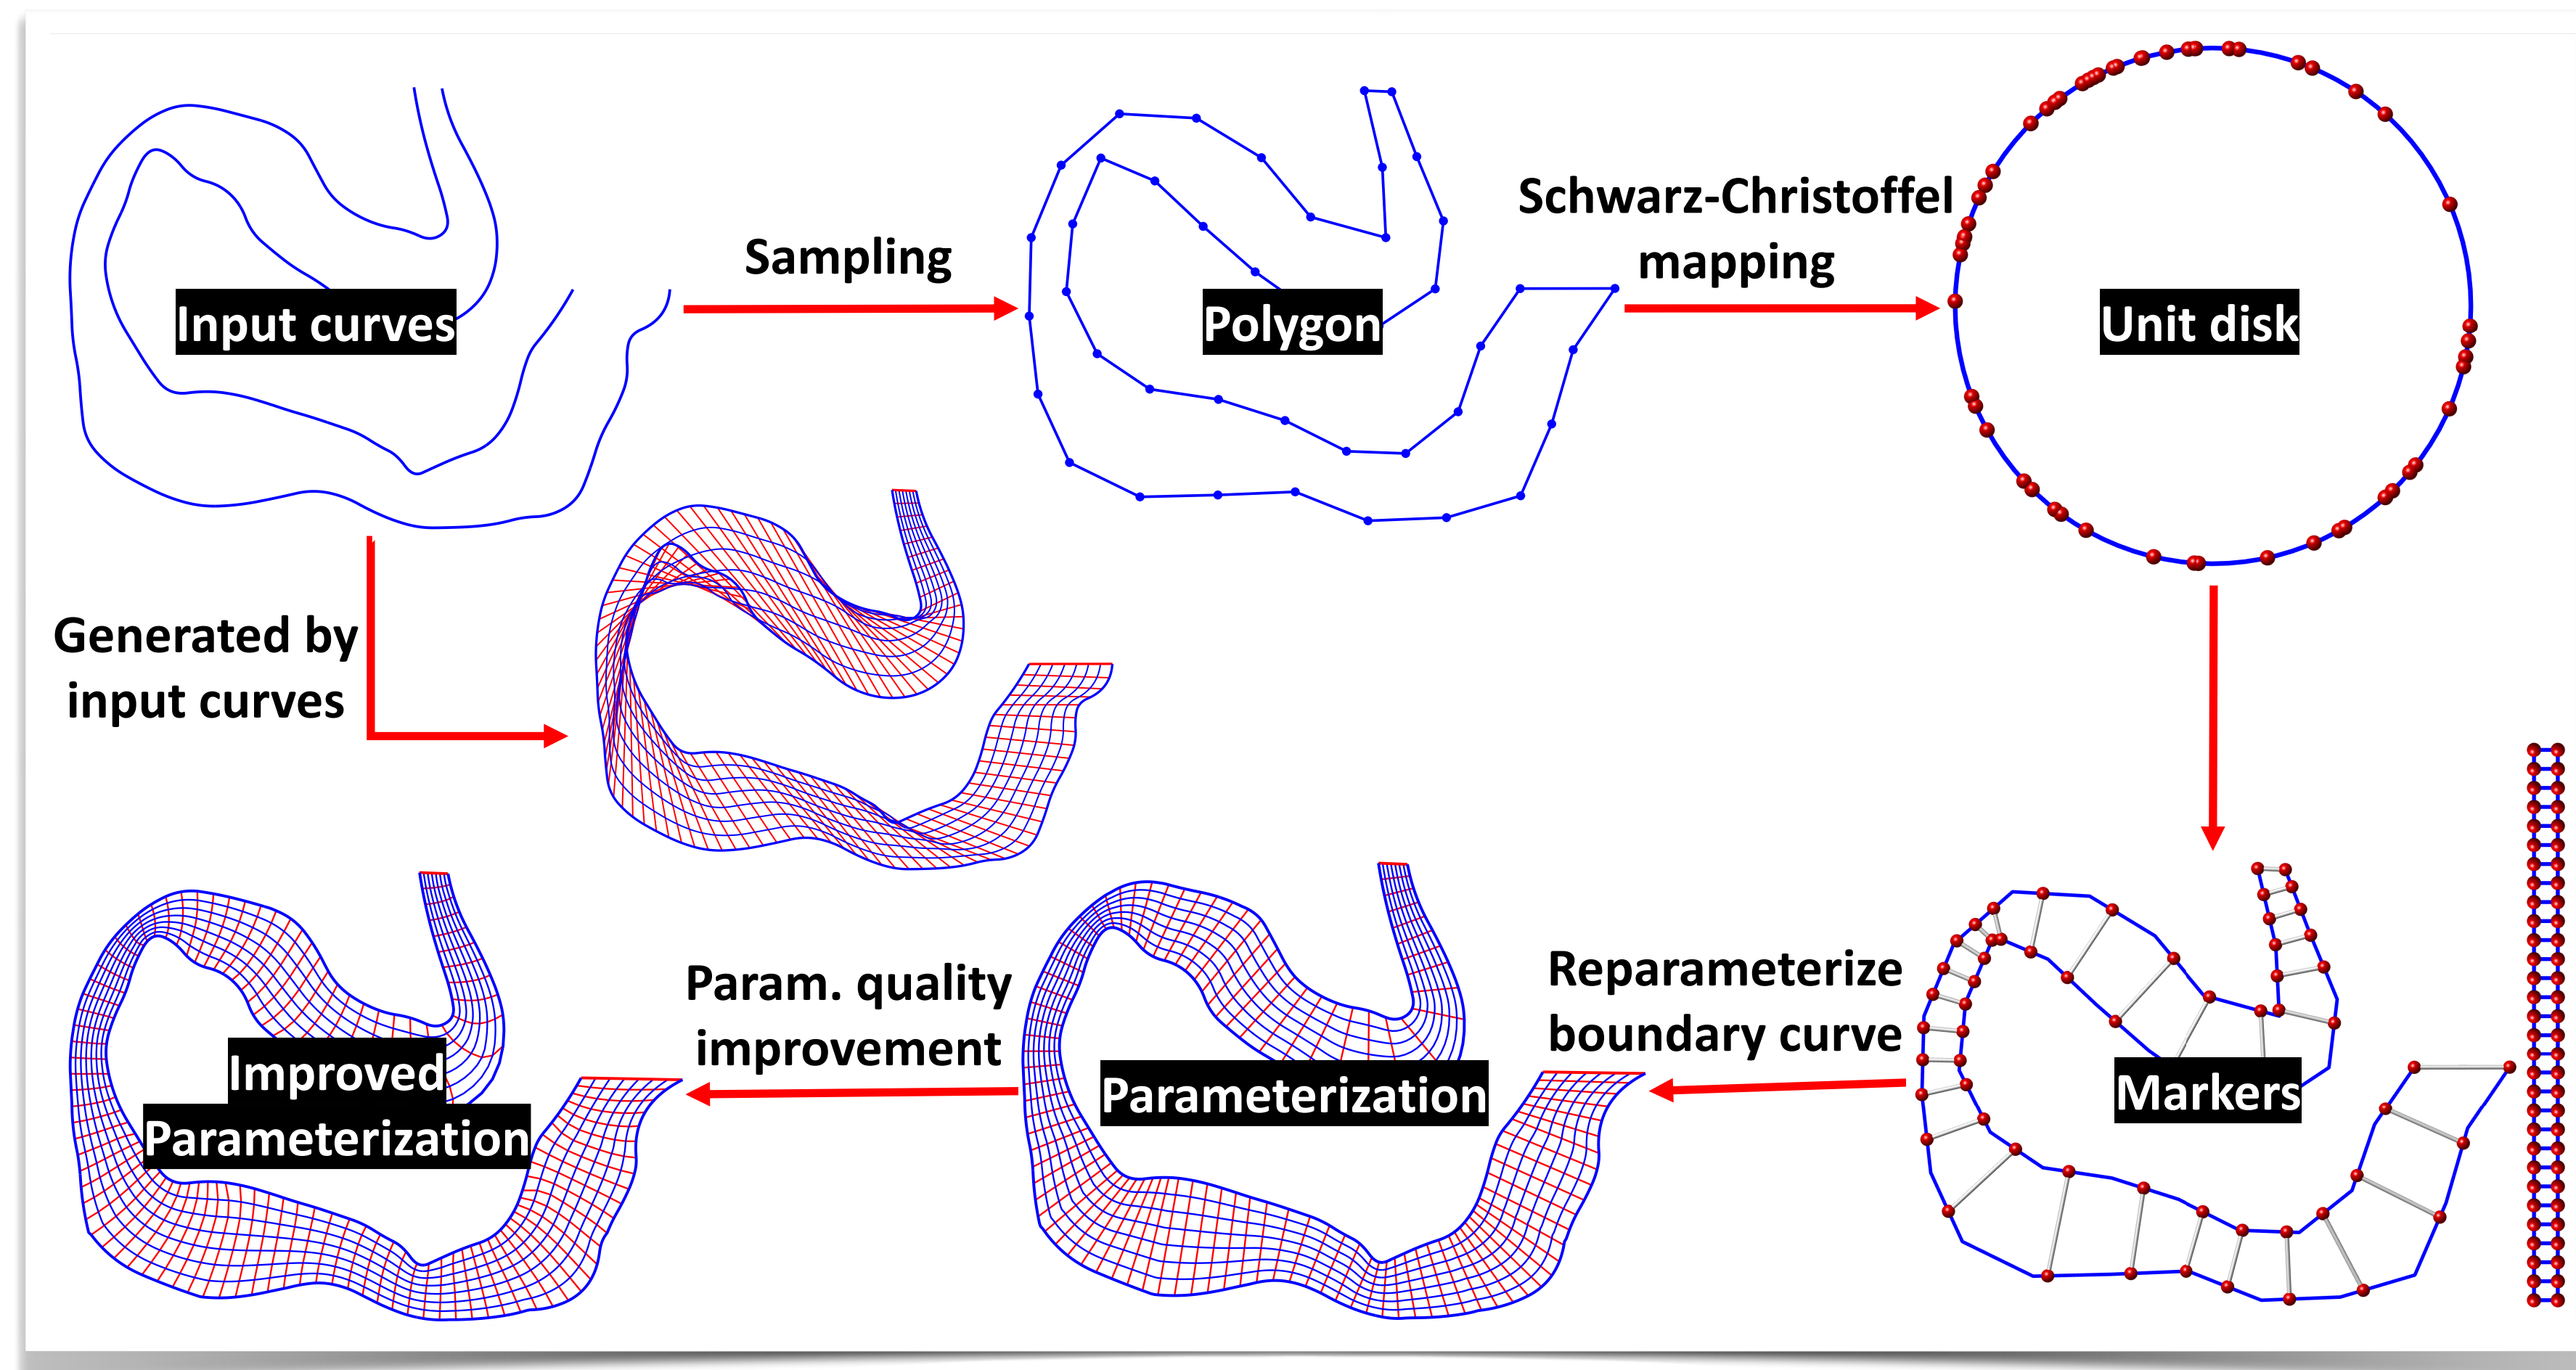 Input curves
Sampling
Polygon
Schwarz-Christoffel
mapping
Unit disk
Generated by
input curves
Markers
Reparameterize
boundary curve
Parameterization
Param. quality
improvement
Improved
Parameterization